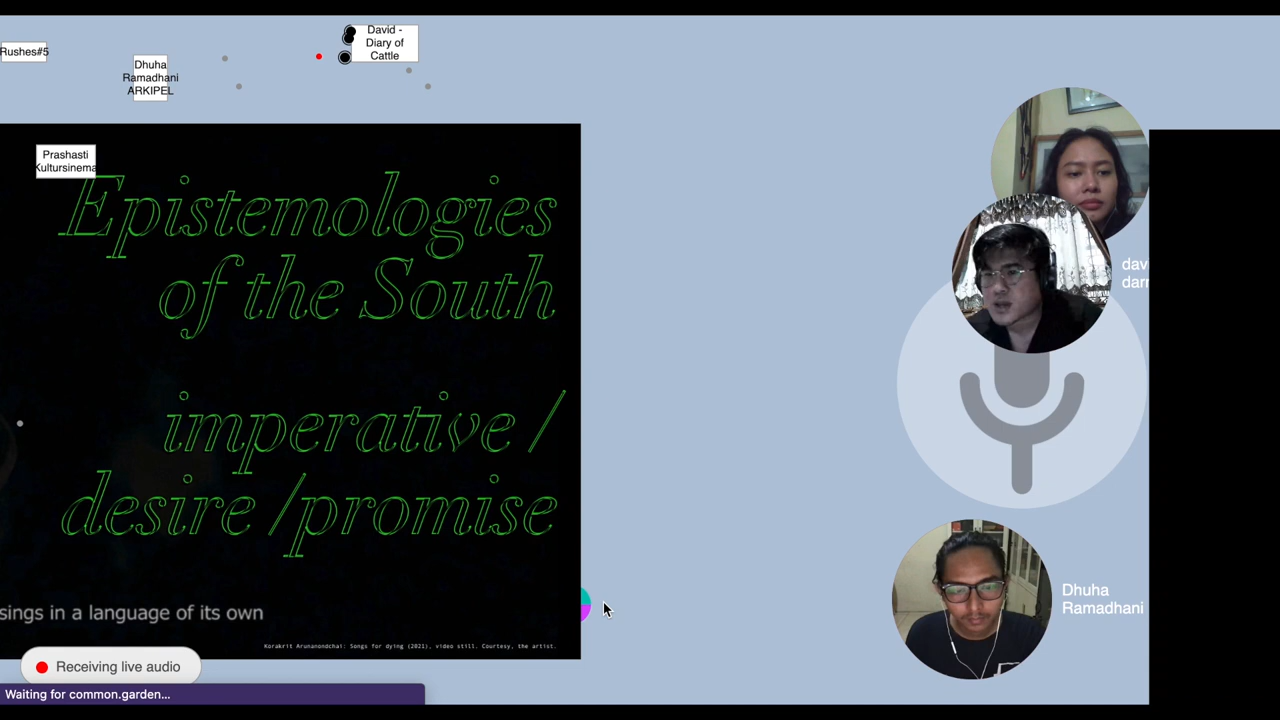 Rushes#5
Dhuha
Ramadhani
ARKIPEL
David -
Diary of
Cattle
Prashasti
Kultursinema
Epistemologies
of the South
imperative /
desire /promise
sings in a language of its own
Korakrit Arunanondchai: Songs for dying (2021), video still. Courtesy, the artist.
Receiving live audio
Waiting for common.garden...
Dhuha
Ramadhani